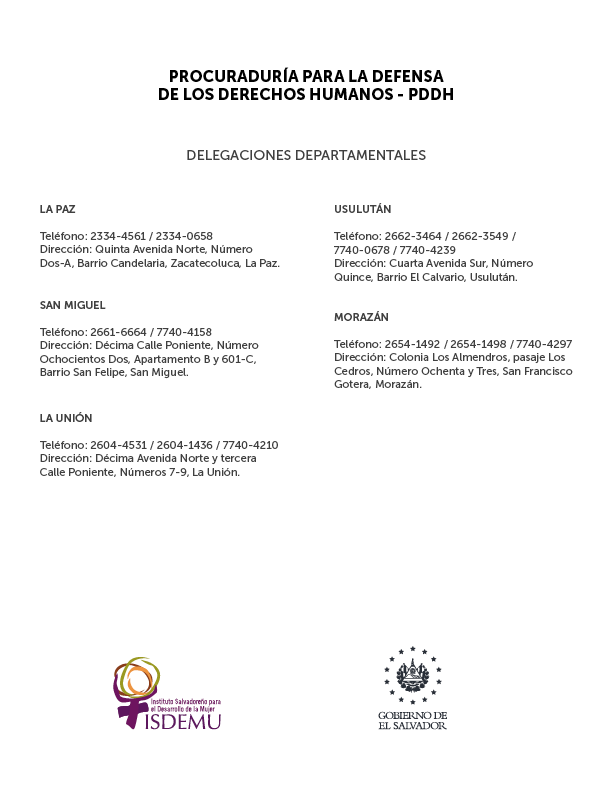 PROCURADURÍA PARA LA DEFENSA
DE LOS DERECHOS HUMANOS - PDDH
DELEGACIONES DEPARTAMENTALES
LA PAZ
Teléfono: 2334-4561 / 2334-0658
Dirección: Quinta Avenida Norte, Número
Dos-A, Barrio Candelaria, Zacatecoluca, La Paz.
SAN MIGUEL
Teléfono: 2661-6664 / 7740-4158
Dirección: Décima Calle Poniente, Número
Ochocientos Dos, Apartamento B y 601-C,
Barrio San Felipe, San Miguel.
LA UNIÓN
Teléfono: 2604-4531 / 2604-1436 / 7740-4210
Dirección: Décima Avenida Norte y tercera
Calle Poniente, Números 7-9, La Unión.
USULUTÁN
Teléfono: 2662-3464 / 2662-3549 /
7740-0678 / 7740-4239
Dirección: Cuarta Avenida Sur, Número
Quince, Barrio El Calvario, Usulután.
MORAZÁN
Teléfono: 2654-1492 / 2654-1498 / 7740-4297
Dirección: Colonia Los Almendros, pasaje Los
Cedros, Número Ochenta y Tres, San Francisco
Gotera, Morazán.
Instituto Salvadoreño para
el Desarrollo de la Mujer
ISDEMU
GOBIERNO DE
EL SALVADOR